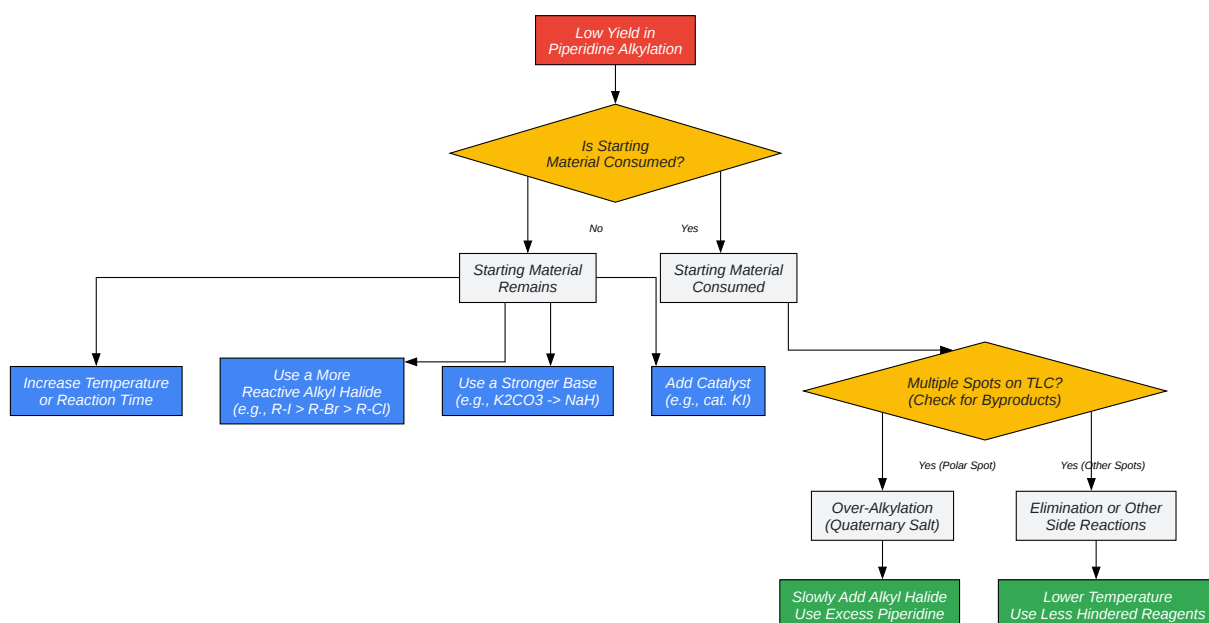 Low Yield in
Piperidine Alkylation
Is Starting
Material Consumed?
No
Yes
Starting Material
Remains
Starting Material
Consumed
Increase Temperature
or Reaction Time
Use a More
Reactive Alkyl Halide
(e.g., R-I > R-Br > R-Cl)
Use a Stronger Base
(e.g., K2CO3 -> NaH)
Add Catalyst
(e.g., cat. KI)
Multiple Spots on TLC?
(Check for Byproducts)
Yes (Polar Spot)
Yes (Other Spots)
Over-Alkylation
(Quaternary Salt)
Elimination or Other
Side Reactions
Slowly Add Alkyl Halide
Use Excess Piperidine
Lower Temperature
Use Less Hindered Reagents